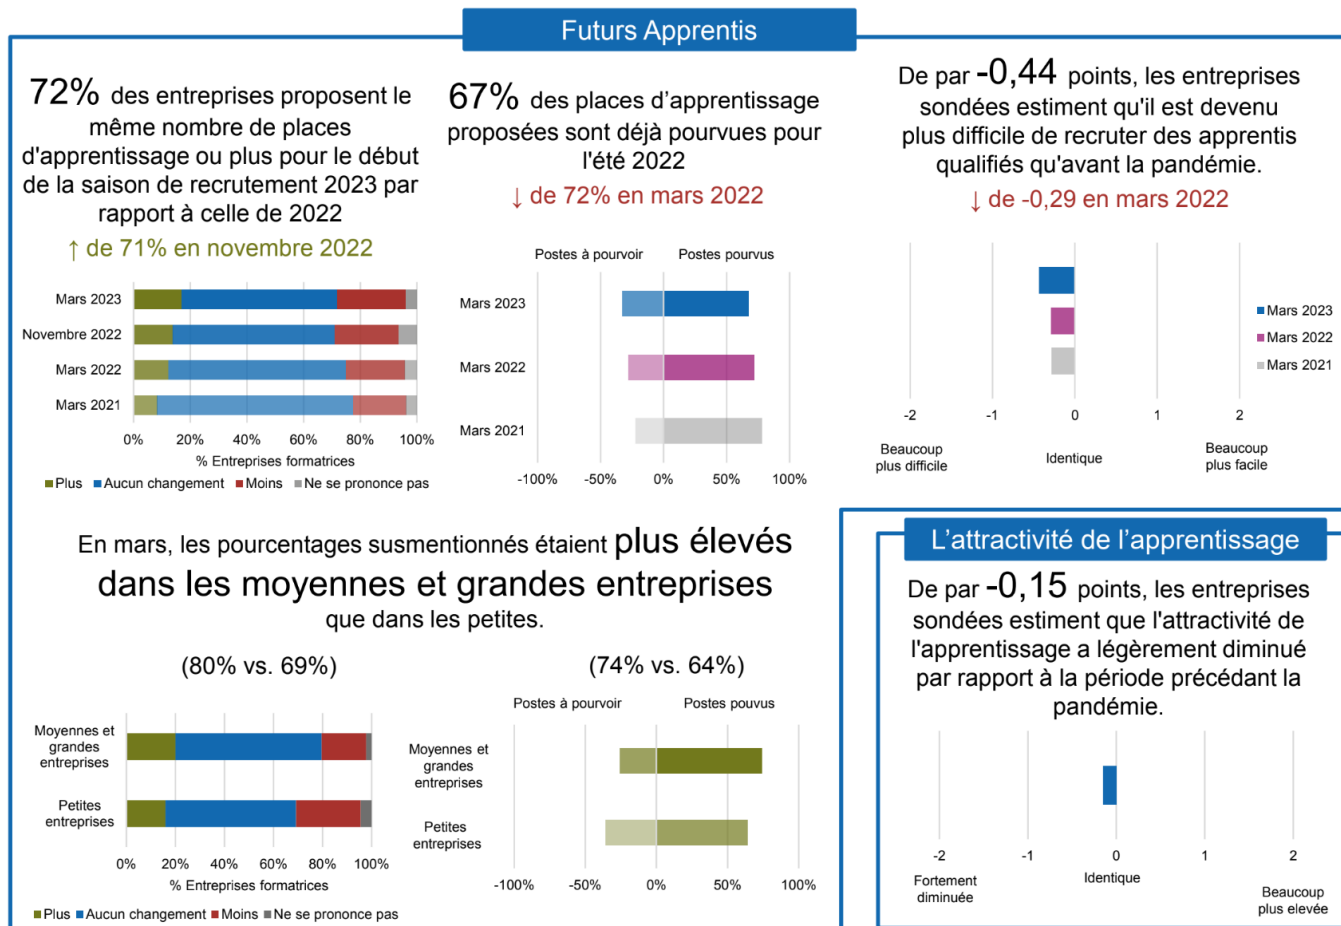 Futurs Apprentis
72% des entreprises proposent le
même nombre de places
d'apprentissage ou plus pour le début
de la saison de recrutement 2023 par
rapport à celle de 2022
↑ de 71% en novembre 2022
Mars 2023
Novembre 2022
Mars 2022
Mars 2021
0% 20% 40% 60% 80% 100%
% Entreprises formatrices
Plus Aucun changement Moins Ne se prononce pas
67% des places d'apprentissage
proposées sont déjà pourvues pour
l'été 2022
↓ de 72% en mars 2022
Postes à pourvoir Postes pourvus
Mars 2023
Mars 2022
Mars 2021
-100% -50% 0% 50% 100%
De par -0,44 points, les entreprises
sondées estiment qu'il est devenu
plus difficile de recruter des apprentis
qualifiés qu'avant la pandémie.
↓ de -0,29 en mars 2022
Mars 2023
Mars 2022
Mars 2021
-2 -1 0 1 2
Beaucoup
plus difficile
Identique
Beaucoup
plus facile
En mars, les pourcentages susmentionnés étaient plus élevés
dans les moyennes et grandes entreprises
que dans les petites.
(80% vs. 69%)
Moyennes et
grandes
entreprises
Petites
entreprises
0% 20% 40% 60% 80% 100%
% Entreprises formatrices
Plus Aucun changement Moins Ne se prononce pas
(74% vs. 64%)
Postes à pourvoir Postes pouvus
Moyennes et
grandes
entreprises
Petites
entreprises
-100% -50% 0% 50% 100%
L'attractivité de l'apprentissage
De par -0,15 points, les entreprises
sondées estiment que l'attractivité de
l'apprentissage a légèrement diminué
par rapport à la période précédant la
pandémie.
-2 -1 0 1 2
Fortement
diminuée
Identique
Beaucoup
plus elevée